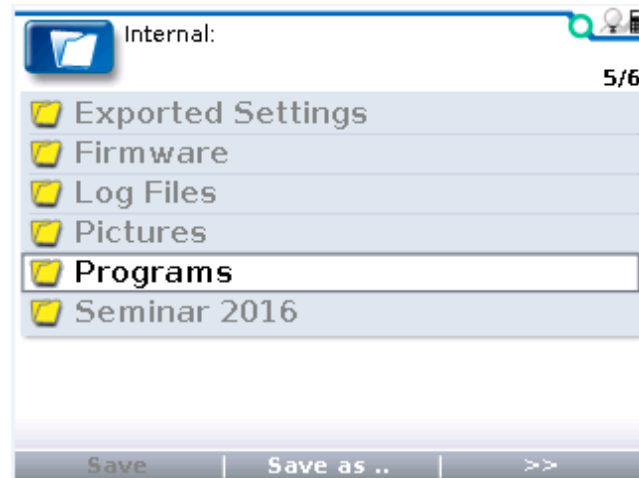 Internal:
5/6
Exported Settings
Firmware
Log Files
Pictures
Programs
Seminar 2016
Save | Save as .. | >>